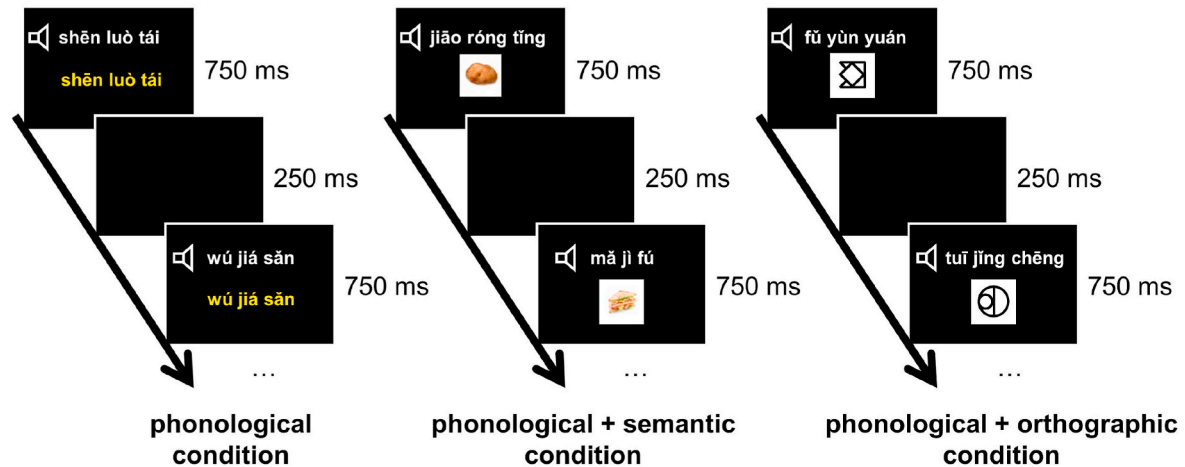 shēn luò tái
shēn luò tái
750 ms
250 ms
wú jiá sǎn
wú jiá sǎn
750 ms
...
phonological
condition
jiāo róng tǐng
750 ms
250 ms
mǎ jì fú
750 ms
...
phonological + semantic
condition
fǔ yùn yuán
750 ms
250 ms
tuī jǐng chēng
750 ms
...
phonological + orthographic
condition